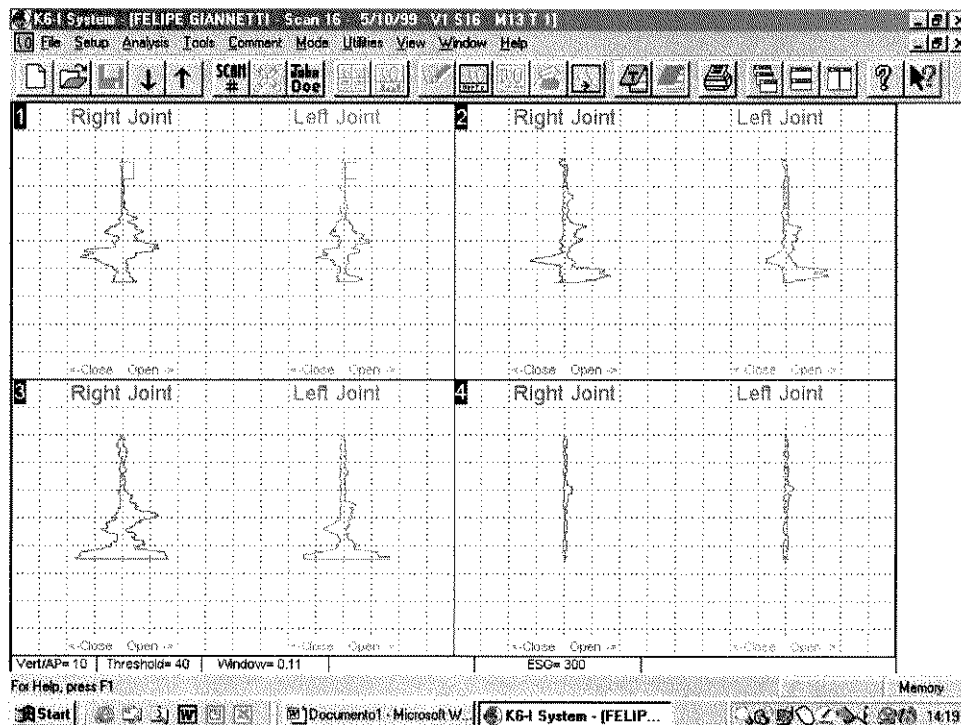 K6-I System - [FELIPE GIANNETTI - Scan 16 5/10/99 V1 S16 M13 T 1]
File Setup Analysis Tools Comment Mode Utilities View Window Help
SCAN # John Doe
1 Right Joint Left Joint
<-Close Open -> <-Close Open ->
2 Right Joint Left Joint
<-Close Open -> <-Close Open ->
3 Right Joint Left Joint
<-Close Open -> <-Close Open ->
4 Right Joint Left Joint
<-Close Open -> <-Close Open ->
Vert/AP= 10 Threshold= 40 Window= 0.11 ESG= 300
For Help, press F1 Memory
Start Documento1 - Microsoft W... K6-I System - [FELIP... 14:19